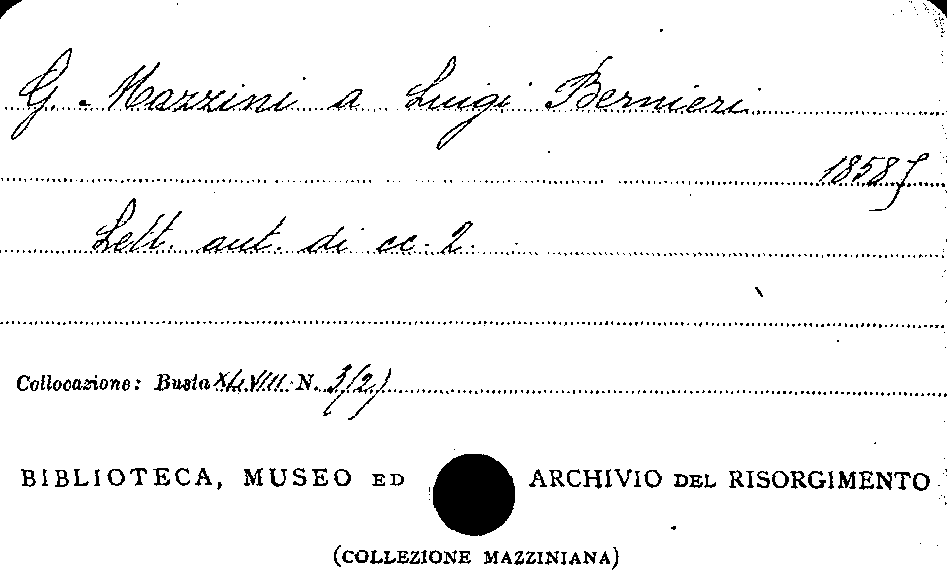 G. Mazzini a Luigi Bernieri
1858]
Lett. aut. di cc. 2.
Collocazione: Busta XLVIII N. 3(2)
BIBLIOTECA, MUSEO ED ARCHIVIO DEL RISORGIMENTO
(COLLEZIONE MAZZINIANA)